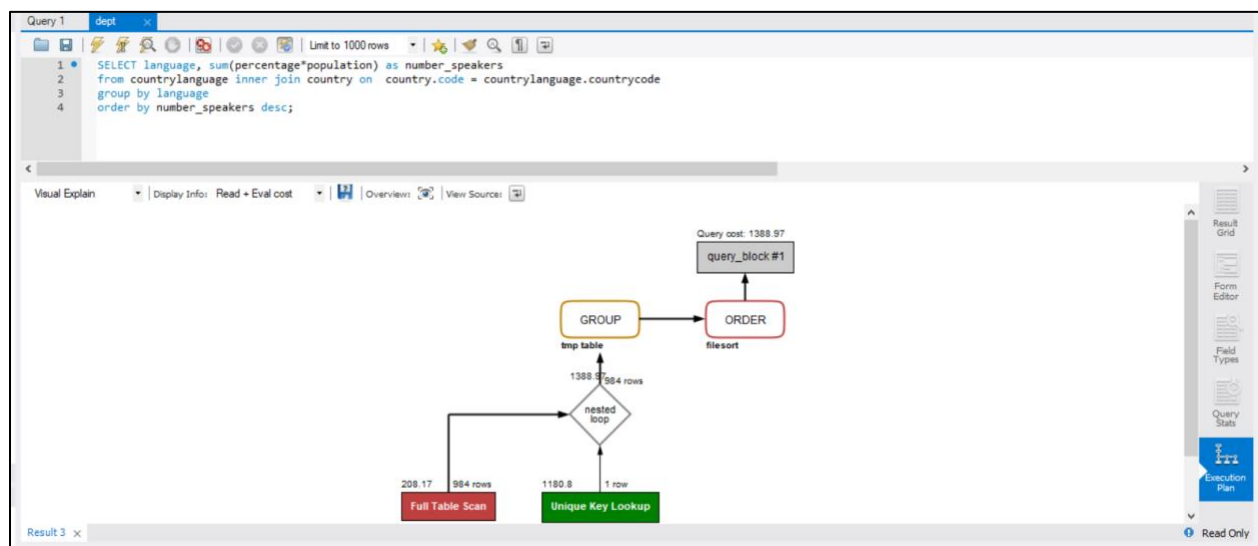 Query 1
dept
Limit to 1000 rows
1 SELECT language, sum(percentage*population) as number_speakers
2 from countrylanguage inner join country on country.code = countrylanguage.countrycode
3 group by language
4 order by number_speakers desc;
Visual Explain
Display Info: Read + Eval cost
Overview:
View Source:
Query cost: 1388.97
query_block #1
GROUP
ORDER
tmp table
filesort
1388.97
984 rows
nested
loop
208.17
984 rows
1180.8
1 row
Full Table Scan
Unique Key Lookup
Result
Grid
Form
Editor
Field
Types
Query
Stats
Execution
Plan
Result 3
Read Only